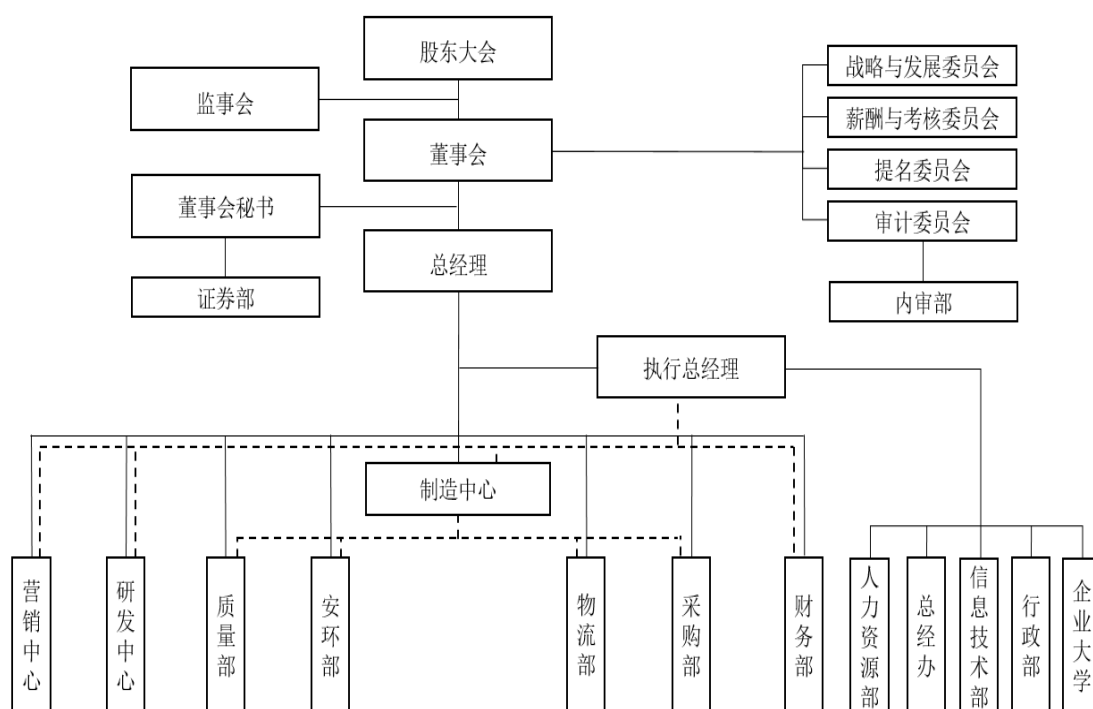 股东大会
监事会
战略与发展委员会
薪酬与考核委员会
董事会
提名委员会
董事会秘书
审计委员会
总经理
证券部
内审部
执行总经理
制造中心
营销中心
研发中心
质量部
安环部
物流部
采购部
财务部
人力资源部
总经办
信息技术部
行政部
企业大学